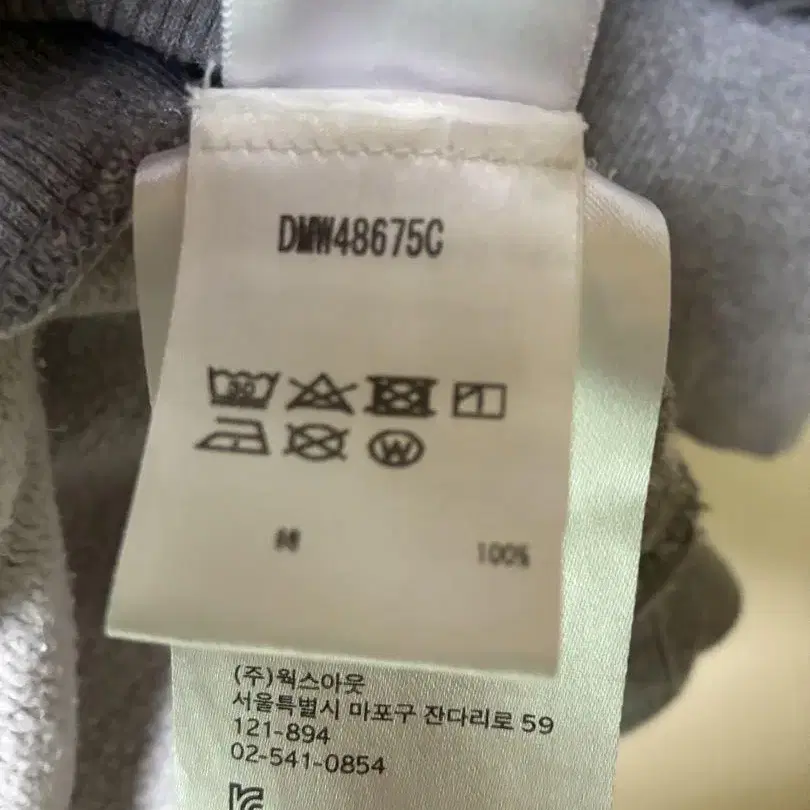 DMW48675C
30
W
綿 100%
(주)웍스아웃
서울특별시 마포구 잔다리로 59
121-894
02-541-0854